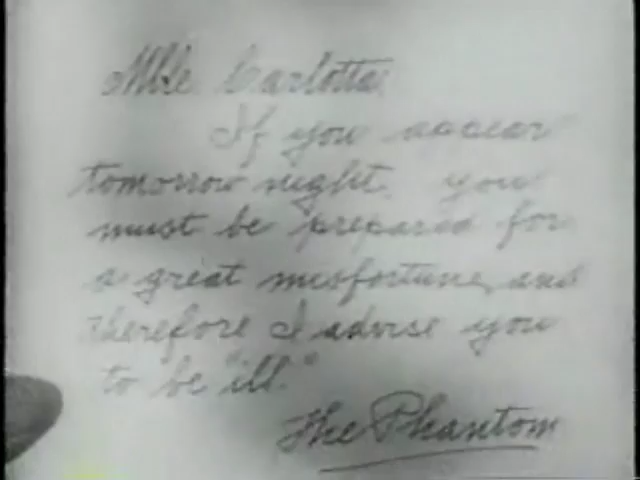 Mlle Carlotta
If you appear
tomorrow night, you
must be prepared for
a great misfortune, and
therefore I advise you
to be "ill."
The Phantom